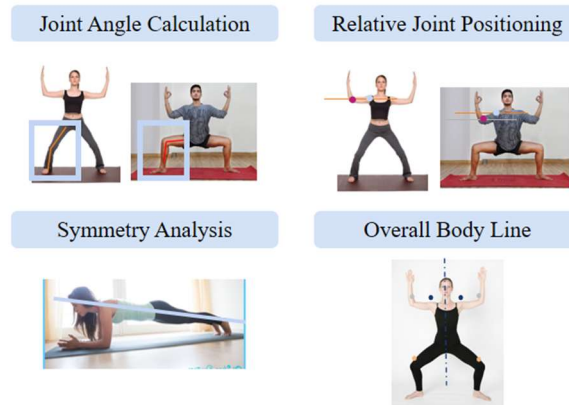 Joint Angle Calculation
Relative Joint Positioning
Symmetry Analysis
Overall Body Line